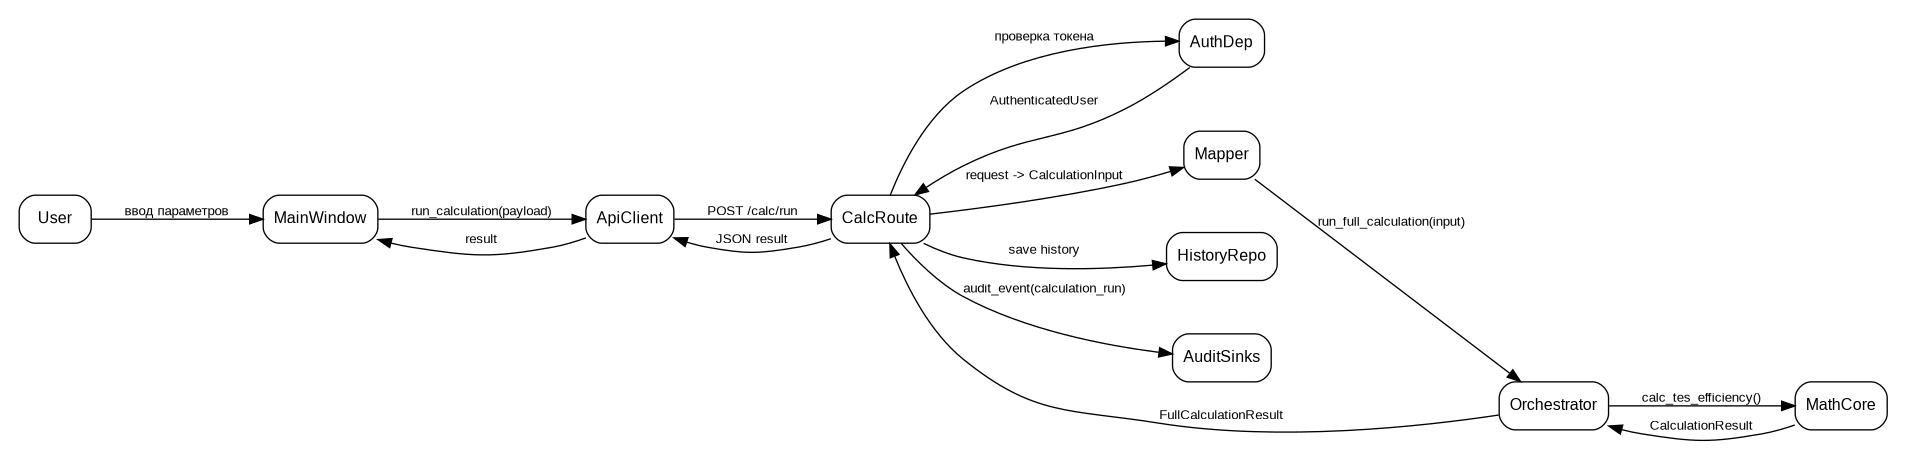 User
ввод параметров
MainWindow
run_calculation(payload)
result
ApiClient
POST /calc/run
JSON result
CalcRoute
проверка токена
AuthDep
AuthenticatedUser
request -> CalculationInput
Mapper
save history
HistoryRepo
audit_event(calculation_run)
AuditSinks
run_full_calculation(input)
FullCalculationResult
Orchestrator
calc_tes_efficiency()
CalculationResult
MathCore